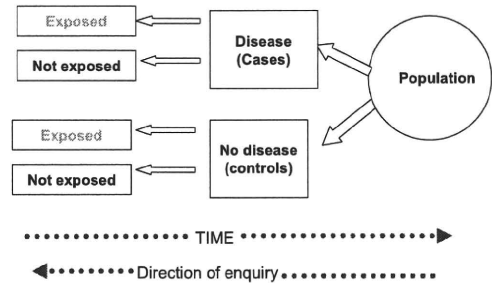 Exposed
Not exposed
Disease
(Cases)
Population
Exposed
Not exposed
No disease
(controls)
TIME
Direction of enquiry